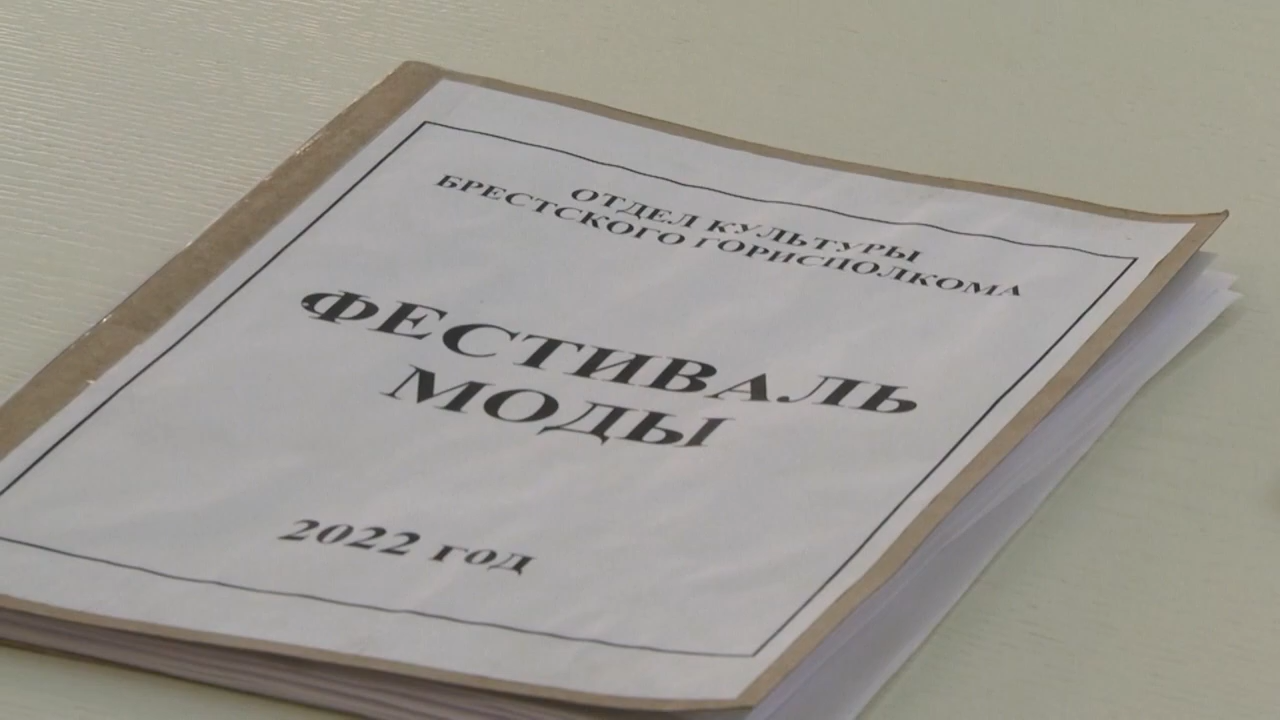 ОТДЕЛ КУЛЬТУРЫ
БРЕСТСКОГО ГОРИСПОЛКОМА
ФЕСТИВАЛЬ
МОДЫ
2022 год